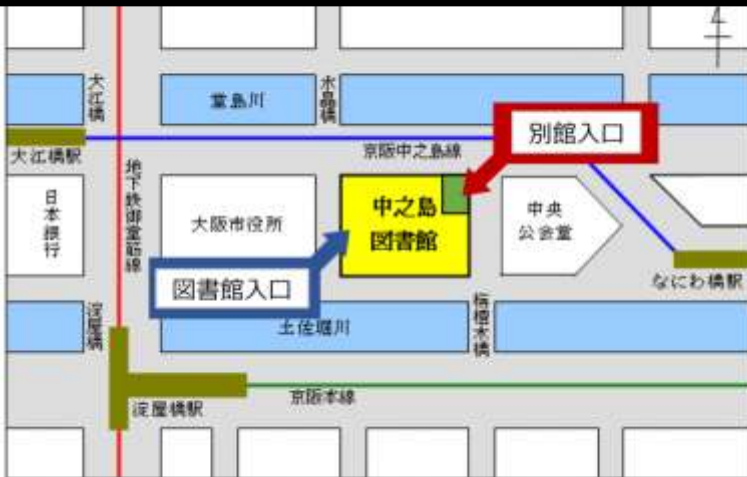 大江橋
堂島川
水晶橋
別館入口
大江橋駅
京阪中之島線
地下鉄御堂筋線
日本銀行
大阪市役所
中之島
図書館
中央
公会堂
図書館入口
なにわ橋駅
淀屋橋
土佐堀川
栴檀木橋
京阪本線
淀屋橋駅